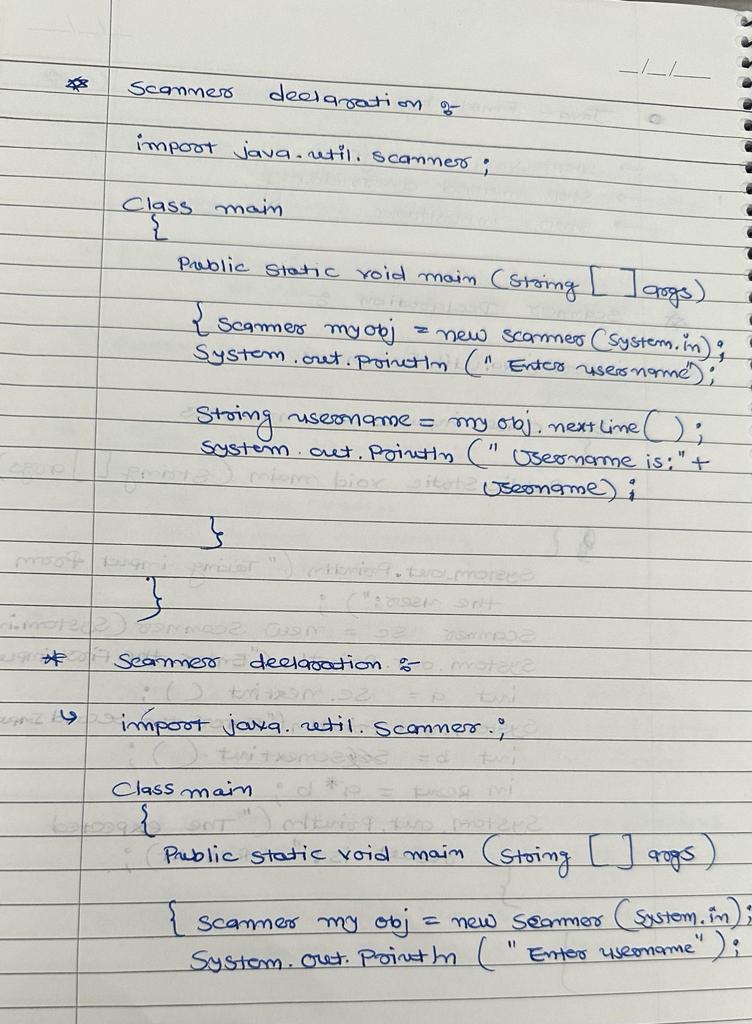 _/_/__
* Scanner declaration :-
import java.util.scanner ;
Class main
{
Public static void main (String [ ] args)
{ Scanner myobj = new scanner (System.in);
System.out.Println (" Enter username");
String username = my obj.nextline ( ) ;
System.out.Println (" Username is:" +
Username) ;
}
}
* Scanner declaration :-
↳ import java.util.Scanner.;
Class main
{
Public static void main (String [ ] args)
{ Scanner my obj = new Scanner (System.in);
System.out.Println (" Enter username" );